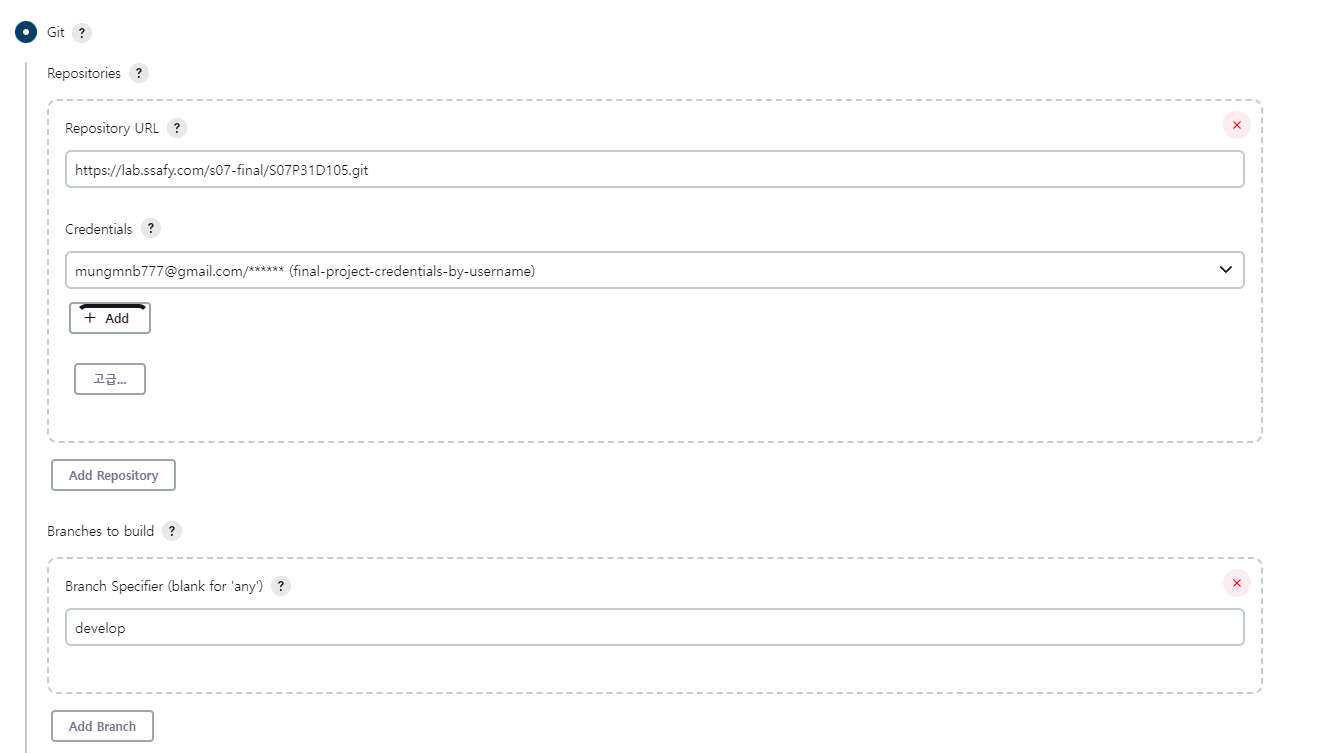 Git ?
Repositories ?
Repository URL ?
https://lab.ssafy.com/s07-final/S07P31D105.git
Credentials ?
mungmnb777@gmail.com/****** (final-project-credentials-by-username)
+ Add
고급...
Add Repository
Branches to build ?
Branch Specifier (blank for 'any') ?
develop
Add Branch